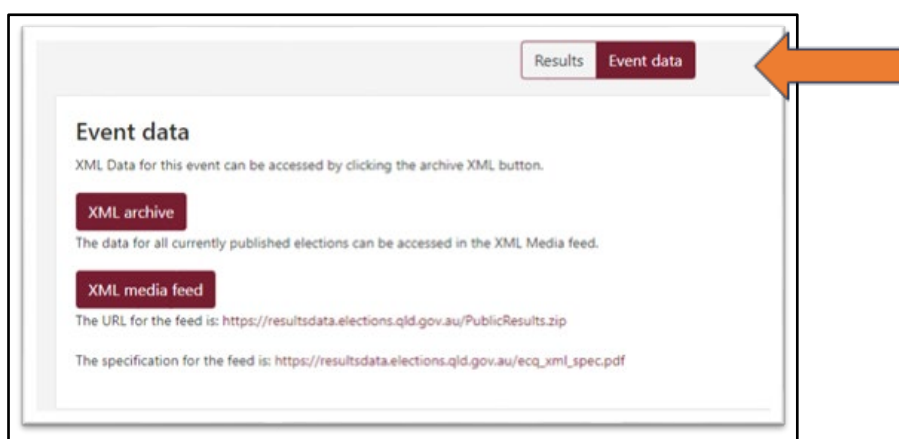 Results Event data
Event data
XML Data for this event can be accessed by clicking the archive XML button.
XML archive
The data for all currently published elections can be accessed in the XML Media feed.
XML media feed
The URL for the feed is: https://resultsdata.elections.qld.gov.au/PublicResults.zip
The specification for the feed is: https://resultsdata.elections.qld.gov.au/ecq_xml_spec.pdf